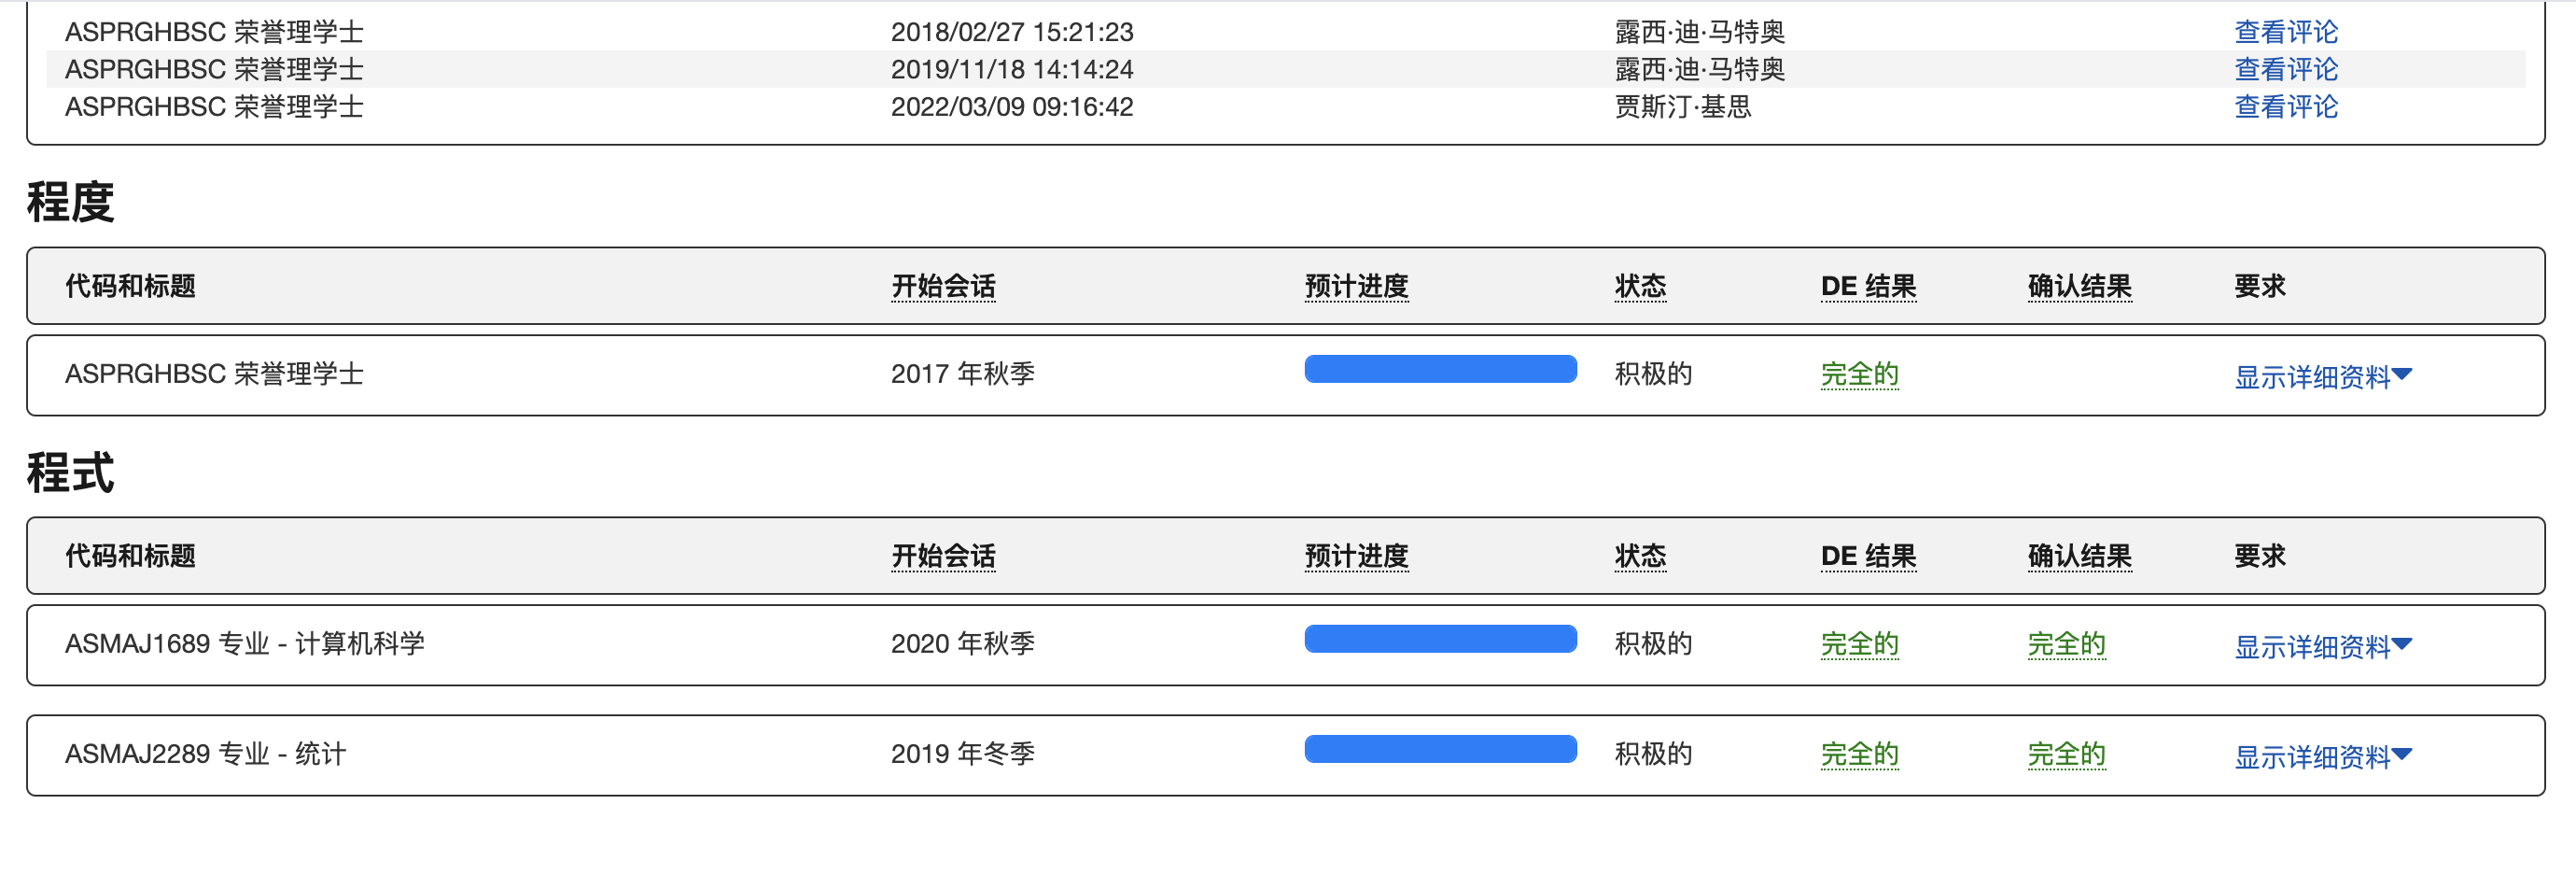 ASPRGHBSC 荣誉理学士 2018/02/27 15:21:23 露西·迪·马特奥 查看评论
ASPRGHBSC 荣誉理学士 2019/11/18 14:14:24 露西·迪·马特奥 查看评论
ASPRGHBSC 荣誉理学士 2022/03/09 09:16:42 贾斯汀·基思 查看评论
程度
代码和标题 开始会话 预计进度 状态 DE 结果 确认结果 要求
ASPRGHBSC 荣誉理学士 2017 年秋季 积极的 完全的 显示详细资料
程式
代码和标题 开始会话 预计进度 状态 DE 结果 确认结果 要求
ASMAJ1689 专业 - 计算机科学 2020 年秋季 积极的 完全的 完全的 显示详细资料
ASMAJ2289 专业 - 统计 2019 年冬季 积极的 完全的 完全的 显示详细资料